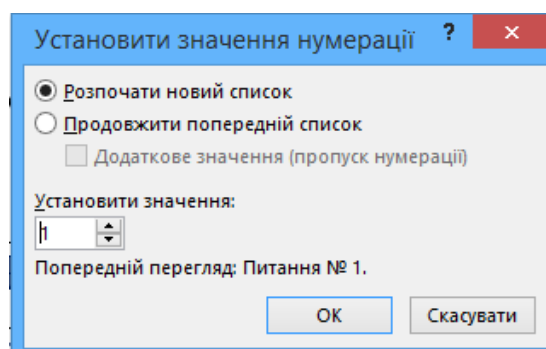 Установити значення нумерації ? ×
Розпочати новий список
Продовжити попередній список
Додаткове значення (пропуск нумерації)
Установити значення:
1
Попередній перегляд: Питання № 1.
ОК Скасувати